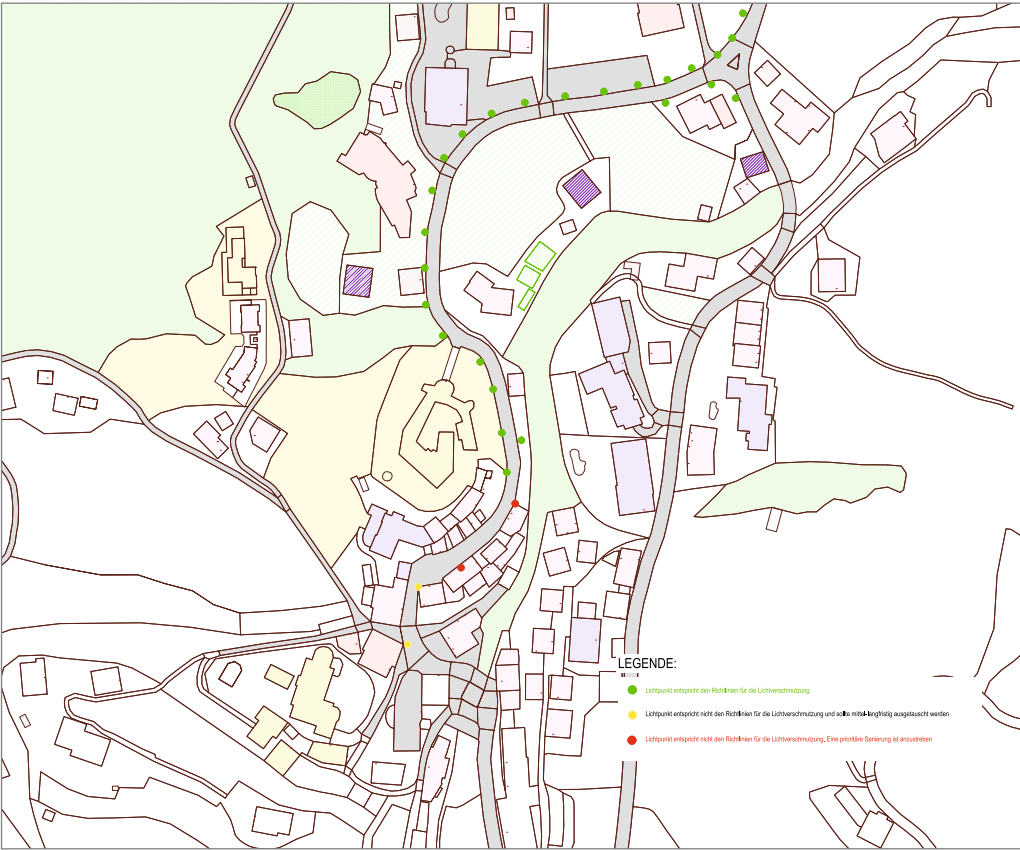 LEGENDE:
Lichtpunkt entspricht den Richtlinien für die Lichtverschmutzung
Lichtpunkt entspricht nicht den Richtlinien für die Lichtverschmutzung und sollte mittel-langfristig ausgetauscht werden
Lichtpunkt entspricht nicht den Richtlinien für die Lichtverschmutzung, Eine prioritäre Sanierung ist anzustreben